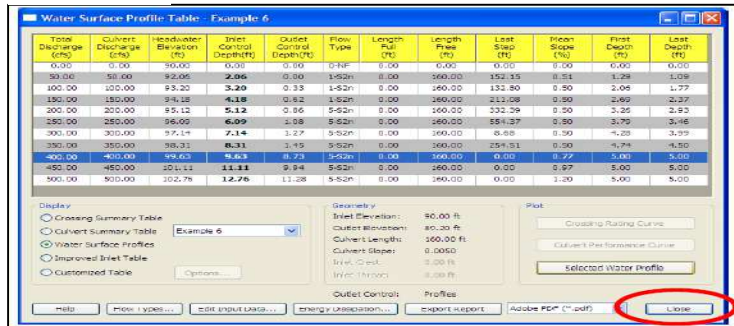 Water Surface Profile Table - Example 6
Total Discharge (cfs) Culvert Discharge (cfs) Headwater Elevation (ft) Inlet Control Depth(ft) Outlet Control Depth(ft) Flow Type Length Full (ft) Length Free (ft) Last Step (ft) Mean Slope (%) First Depth (ft) Last Depth (ft)
0.00 0.00 90.00 0.00 0.00 0-NF 0.00 0.00 0.00 0.00 0.00 0.00
50.00 50.00 92.06 2.06 0.00 1-S2n 0.00 160.00 152.15 0.51 1.29 1.09
100.00 100.00 93.20 3.20 0.33 1-S2n 0.00 160.00 132.80 0.50 2.06 1.77
150.00 150.00 94.18 4.18 0.62 1-S2n 0.00 160.00 211.08 0.50 2.69 2.37
200.00 200.00 95.12 5.12 0.86 5-S2n 0.00 160.00 0.50 3.26 2.93
250.00 250.00 96.09 6.09 1.08 5-S2n 0.00 160.00 554.37 0.50 3.79 3.46
300.00 300.00 97.14 7.14 1.27 5-S2n 0.00 160.00 8.68 0.50 4.28 3.99
350.00 350.00 98.31 8.31 1.45 5-S2n 0.00 160.00 254.51 0.50 4.74 4.50
400.00 400.00 99.63 9.63 8.73 5-S2n 0.00 160.00 0.00 0.77 5.00 5.00
450.00 450.00 101.11 11.11 9.94 5-S2n 0.00 160.00 0.00 0.97 5.00 5.00
500.00 500.00 102.76 12.76 11.28 5-S2n 0.00 160.00 0.00 1.20 5.00 5.00
Display Geometry Plot
Crossing Summary Table Inlet Elevation: 90.00 ft Crossing Rating Curve
Culvert Summary Table Example 6 Outlet Elevation: 89.20 ft
Water Surface Profiles Culvert Length: 160.00 ft Culvert Performance Curve
Improved Inlet Table Culvert Slope: 0.0050
Customized Table Options... Inlet Crest: 0.00 ft Selected Water Profile
Inlet Throat: 0.00 ft
Outlet Control: Profiles
Help Flow Types... Edit Input Data... Energy Dissipation... Export Report Adobe PDF (*.pdf) Close